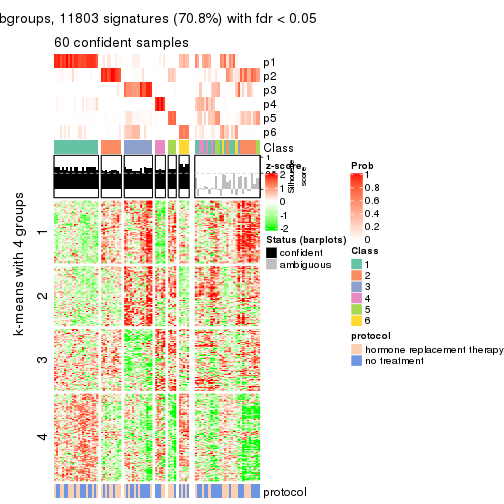 bgroups, 11803 signatures (70.8%) with fdr < 0.05
60 confident samples
p1
p2
p3
p4
p5
p6
Class
1
z-score
2
1
0
-1
-2
Silhouette
score
Status (barplots)
confident
ambiguous
Prob
1
0.8
0.6
0.4
0.2
0
Class
1
2
3
4
5
6
protocol
hormone replacement therapy
no treatment
k-means with 4 groups
1
2
3
4
protocol